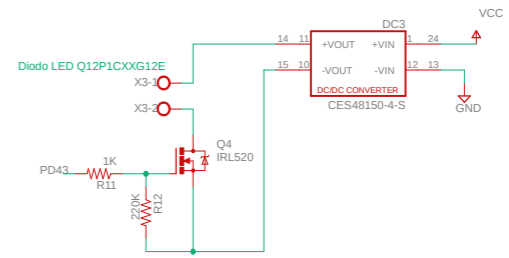 VCC
DC3
14 11 +VOUT +VIN 1 24
15 10 -VOUT -VIN 12 13
DC/DC CONVERTER
CES48150-4-S
GND
Diodo LED Q12P1CXXG12E
X3-1
X3-2
Q4
IRL520
PD43
1K
R11
220K
R12